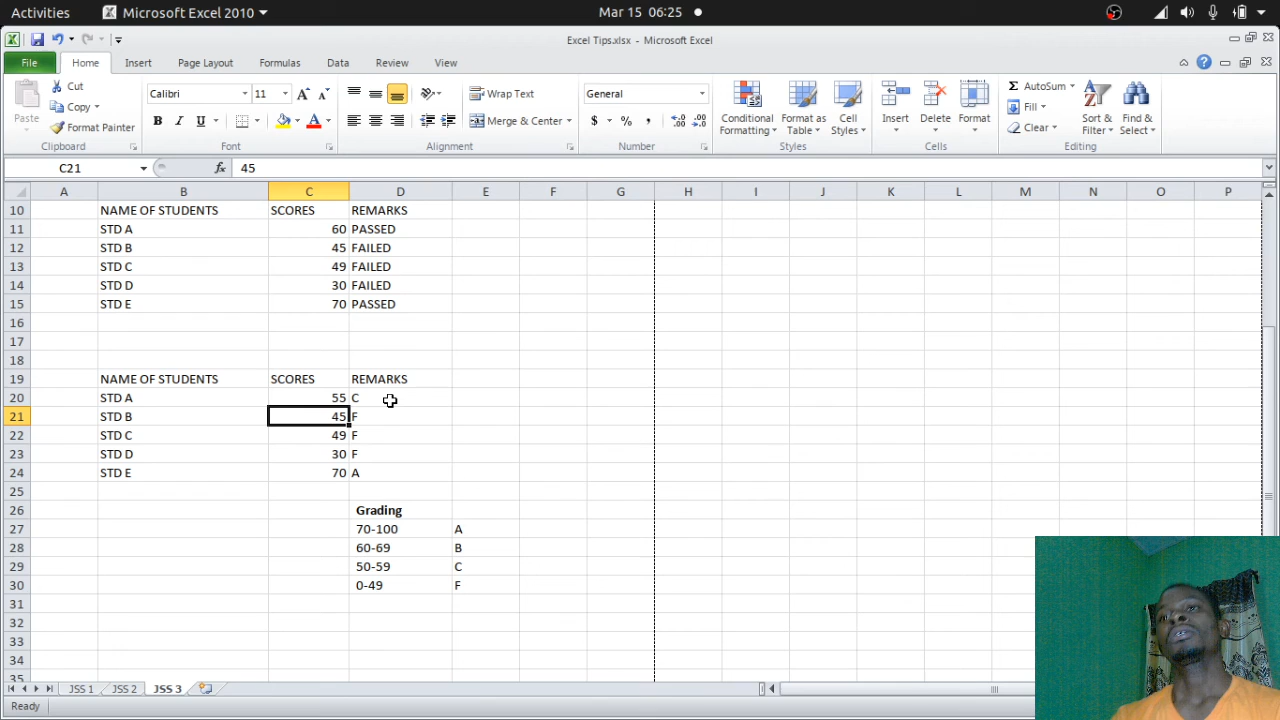 Activities Microsoft Excel 2010 Mar 15 06:25
Excel Tips.xlsx - Microsoft Excel
File Home Insert Page Layout Formulas Data Review View
Paste Cut Copy Format Painter
Calibri 11 B I U A A A
Wrap Text Merge & Center
General $ % ,
Conditional Formatting Format as Table Cell Styles
Insert Delete Format
Σ AutoSum Fill Clear Sort & Filter Find & Select
Clipboard Font Alignment Number Styles Cells Editing
C21 fx 45
A B C D E F G H I J K L M N O P
10 NAME OF STUDENTS SCORES REMARKS
11 STD A 60 PASSED
12 STD B 45 FAILED
13 STD C 49 FAILED
14 STD D 30 FAILED
15 STD E 70 PASSED
16
17
18
19 NAME OF STUDENTS SCORES REMARKS
20 STD A 55 C
21 STD B 45 F
22 STD C 49 F
23 STD D 30 F
24 STD E 70 A
25
26 Grading
27 70-100 A
28 60-69 B
29 50-59 C
30 0-49 F
31
32
33
34
35
JSS 1 JSS 2 JSS 3
Ready